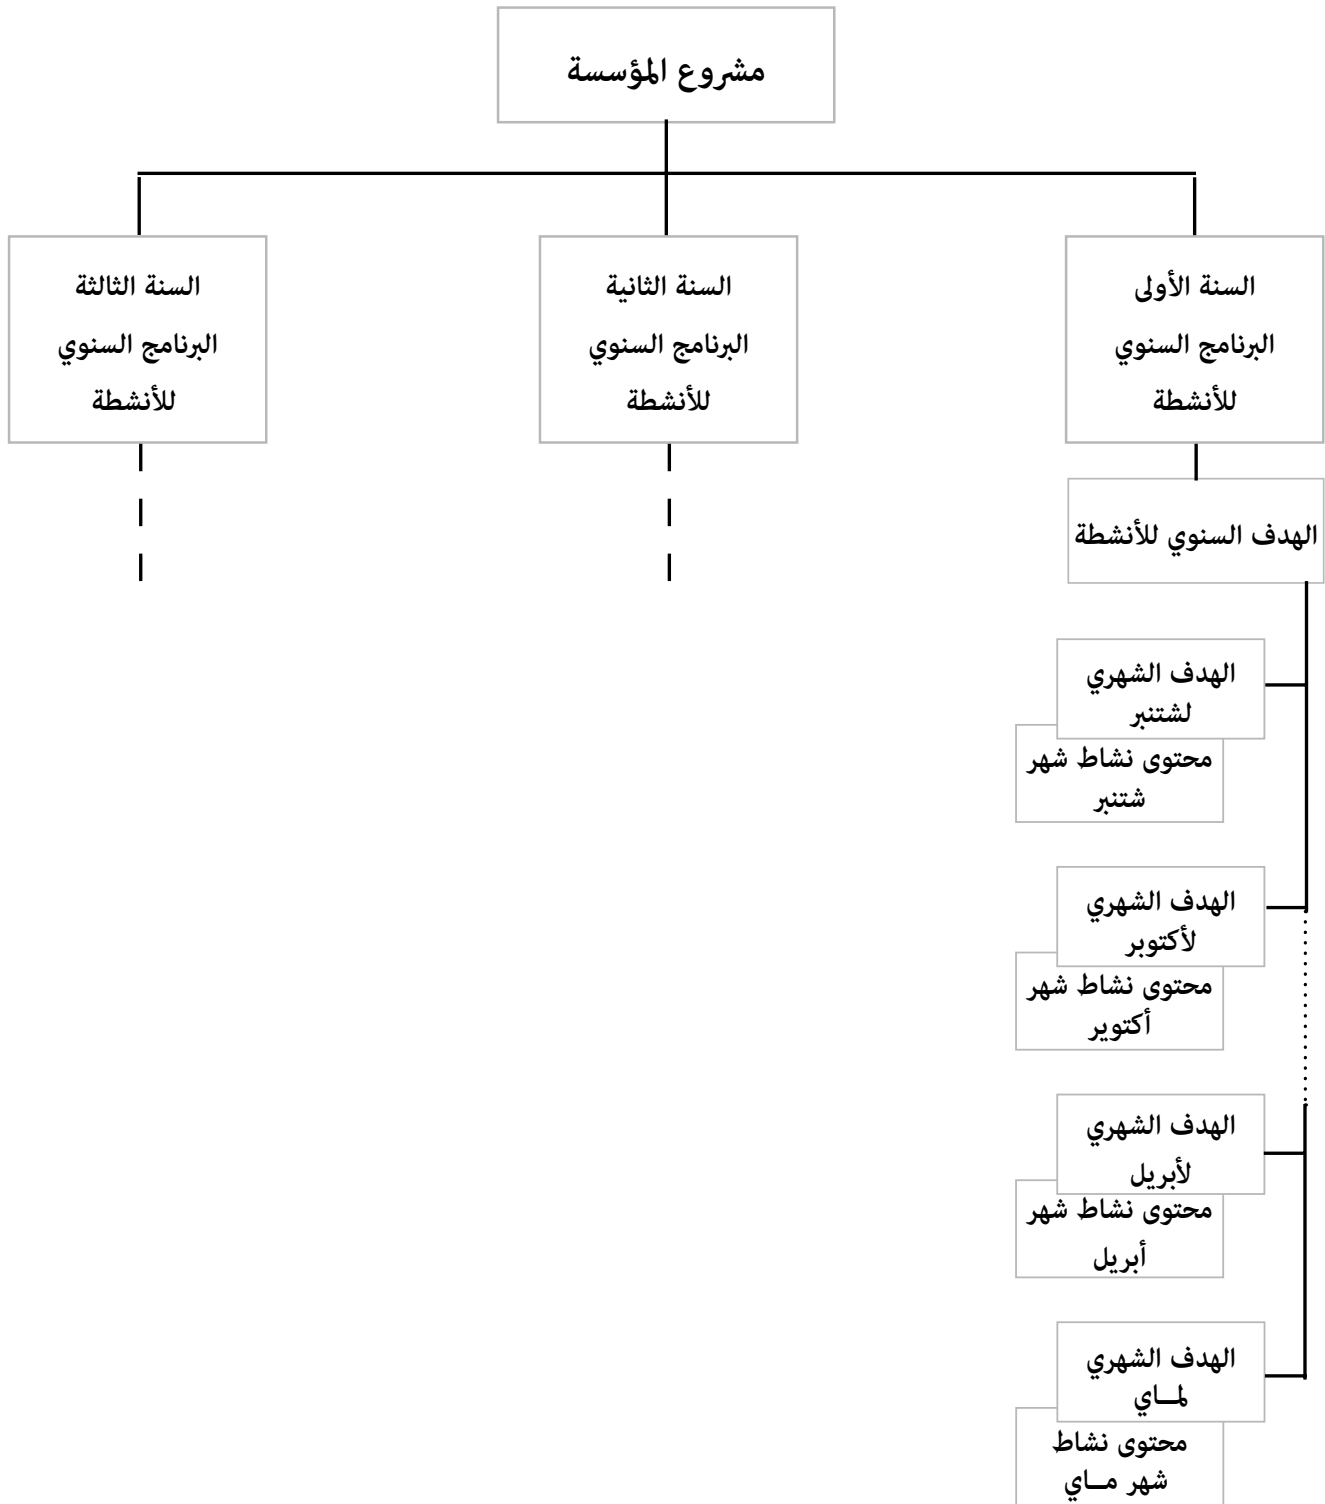 مشروع المؤسسة
السنة الأولى
البرنامج السنوي
للأنشطة
السنة الثانية
البرنامج السنوي
للأنشطة
السنة الثالثة
البرنامج السنوي
للأنشطة
الهدف السنوي للأنشطة
الهدف الشهري
لشتنبر
محتوى نشاط شهر
شتنبر
الهدف الشهري
لأكتوبر
محتوى نشاط شهر
أكتوير
الهدف الشهري
لأبريل
محتوى نشاط شهر
أبريل
الهدف الشهري
لمــاي
محتوى نشاط
شهر مــاي